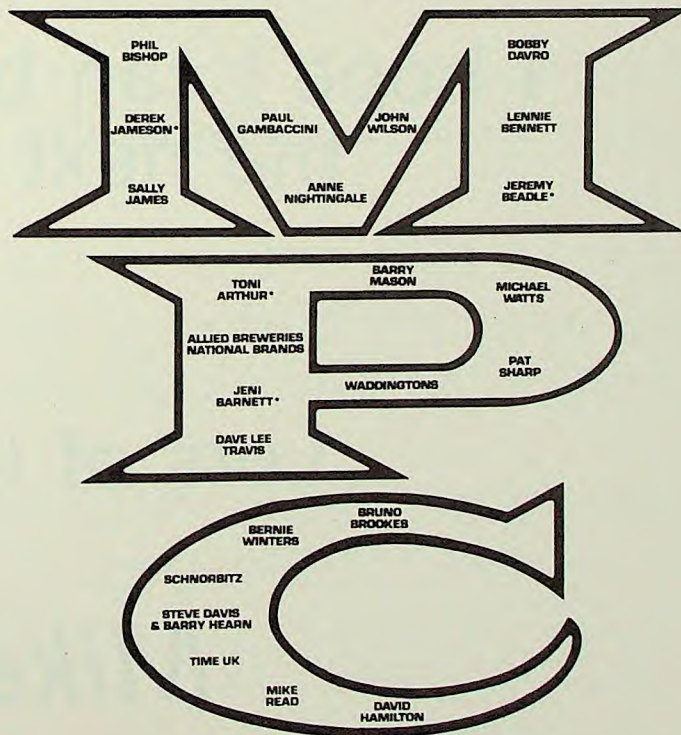 M
PHIL
BISHOP
BOBBY
DAVRO
DEREK
JAMESON*
PAUL
GAMBACCINI
JOHN
WILSON
LENNIE
BENNETT
SALLY
JAMES
ANNE
NIGHTINGALE
JEREMY
BEADLE*
P
TONI
ARTHUR*
BARRY
MASON
MICHAEL
WATTS
ALLIED BREWERIES
NATIONAL BRANDS
PAT
SHARP
JENI
BARNETT*
WADDINGTONS
DAVE LEE
TRAVIS
C
BERNIE
WINTERS
BRUNO
BROOKES
SCHNORBITZ
STEVE DAVIS
& BARRY HEARN
TIME UK
MIKE
READ
DAVID
HAMILTON